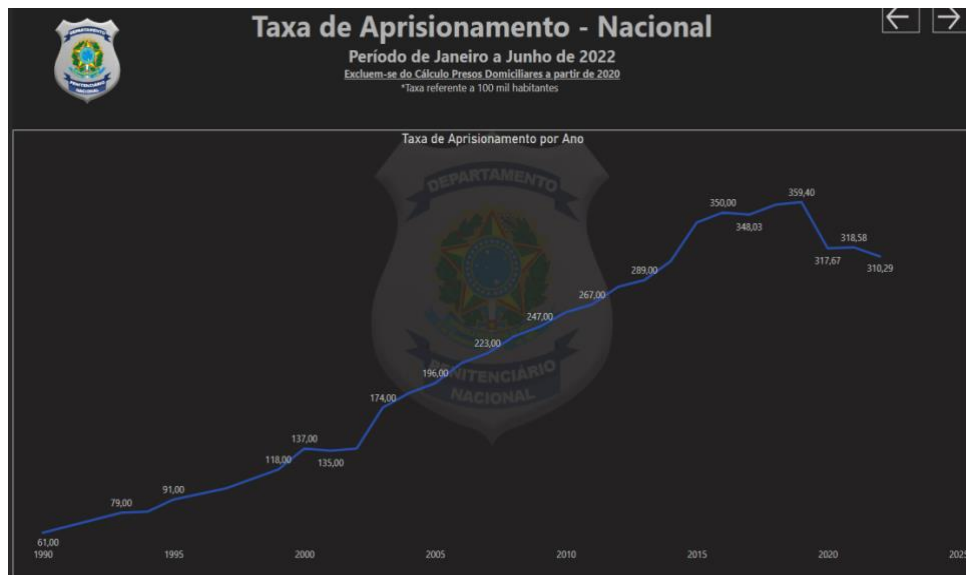 Taxa de Aprisionamento - Nacional
Período de Janeiro a Junho de 2022
Excluem-se do Cálculo Presos Domiciliares a partir de 2020
*Taxa referente a 100 mil habitantes
DEPARTAMENTO
PENITENCIÁRIO
NACIONAL
Taxa de Aprisionamento por Ano
DEPARTAMENTO
PENITENCIÁRIO
NACIONAL
359,40
350,00
348,03
318,58
317,67
310,29
289,00
267,00
247,00
223,00
196,00
174,00
137,00
135,00
118,00
91,00
79,00
61,00
1990 1995 2000 2005 2010 2015 2020 2025